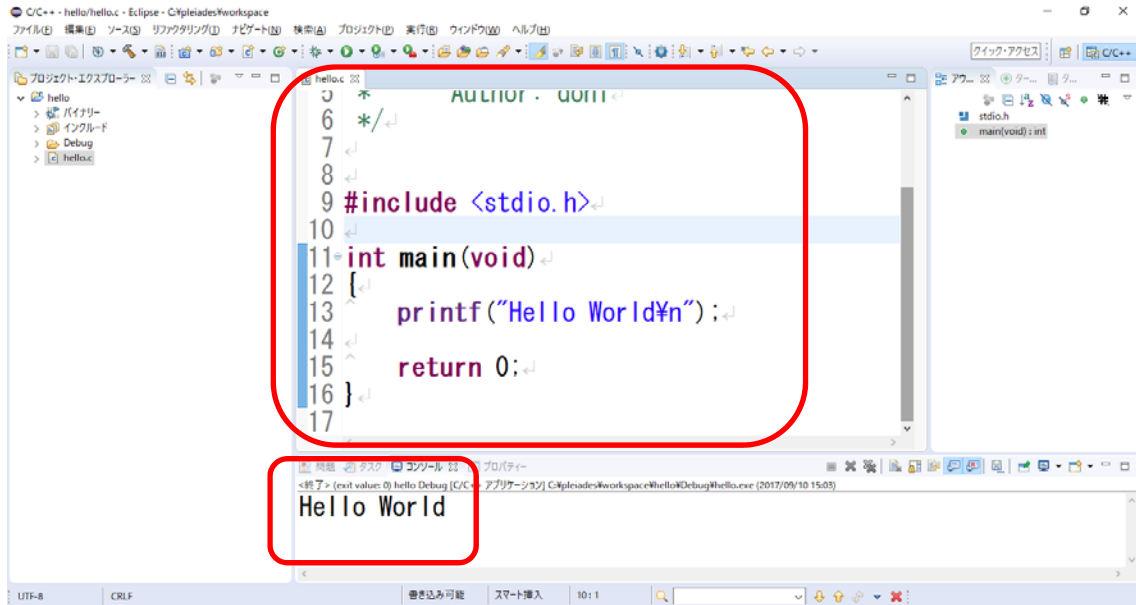 C/C++ - hello/hello.c - Eclipse - C:¥pleiades¥workspace
ファイル(F) 編集(E) ソース(S) リファクタリング(T) ナビゲート(N) 検索(A) プロジェクト(P) 実行(R) ウィンドウ(W) ヘルプ(H)
クイック・アクセス C/C++
プロジェクト・エクスプローラー
hello
バイナリー
インクルード
Debug
hello.c
hello.c
5 * Author: dom
6 */
7
8
9 #include <stdio.h>
10
11 int main(void)
12 {
13 printf("Hello World¥n");
14
15 return 0;
16 }
17
アウ... タ... タ...
stdio.h
main(void) : int
問題 タスク コンソール プロパティー
<終了> (exit value: 0) hello Debug [C/C++ アプリケーション] C:¥pleiades¥workspace¥hello¥Debug¥hello.exe (2017/09/10 15:03)
Hello World
UTF-8 CRLF 書き込み可能 スマート挿入 10 : 1